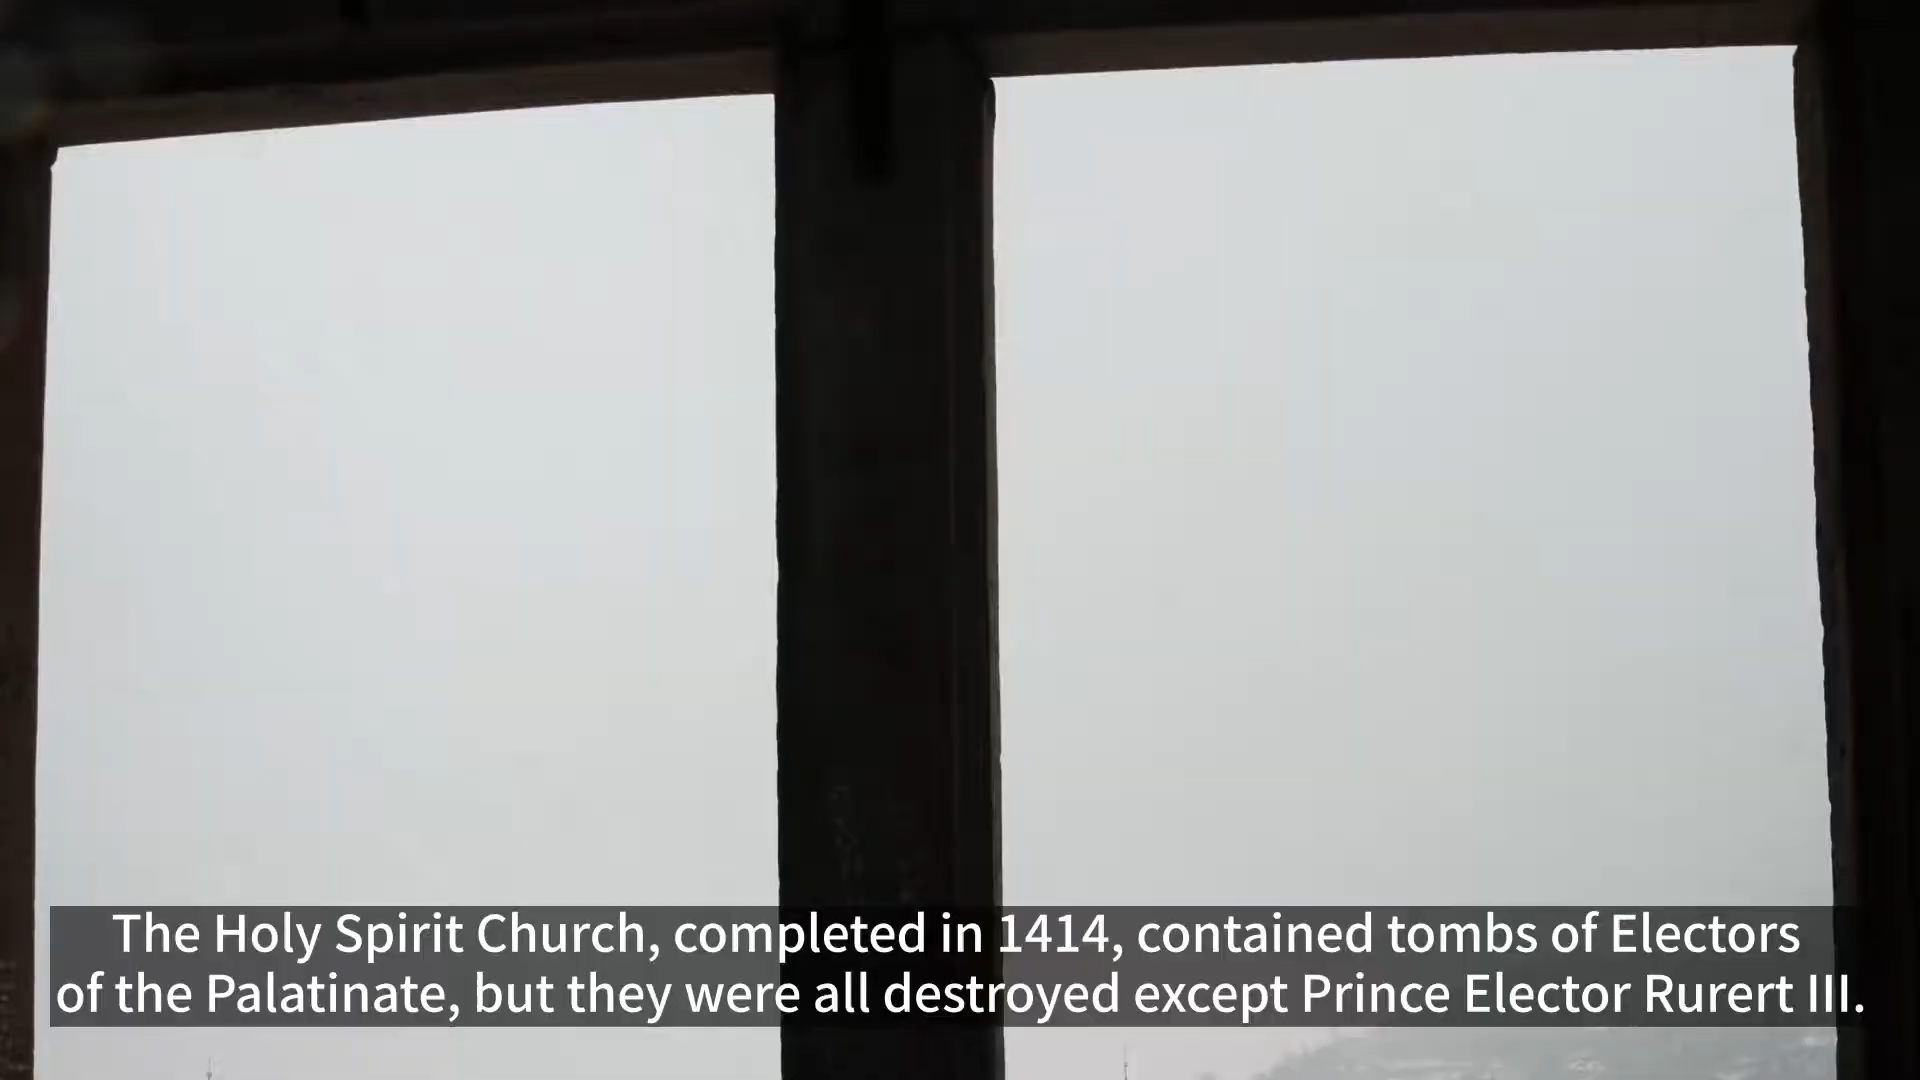 The Holy Spirit Church, completed in 1414, contained tombs of Electors
of the Palatinate, but they were all destroyed except Prince Elector Rurert III.